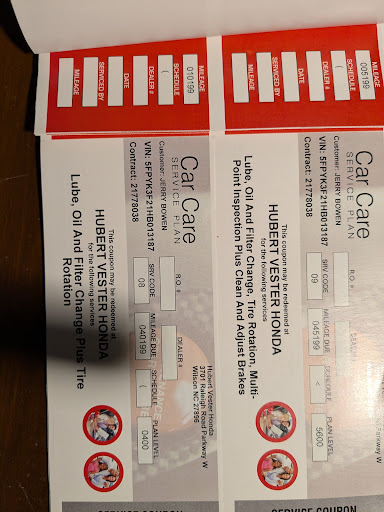 MILEAGE
005199
SCHEDULE
(
DEALER #
DATE
SERVICED BY
MILEAGE
Car Care
SERVICE PLAN
R.O. #
Customer: JERRY BOWEN
VIN: 5FPYK3F21HB013187
Contract: 21778038
SRV CODE
09
MILEAGE DUE
045199
SCHEDULE
<
PLAN LEVEL
5600
This coupon may be redeemed at
HUBERT VESTER HONDA
for the following services
Lube, Oil And Filter Change, Tire Rotation, Multi-
Point Inspection Plus Clean And Adjust Brakes
Parkway W
SERVICE COUPON
MILEAGE
010199
SCHEDULE
(
DEALER #
DATE
SERVICED BY
MILEAGE
Car Care
SERVICE PLAN
R.O. #
DEALER #
Hubert Vester Honda
3701 Raleigh Road Parkway W
Wilson NC 27896
Customer: JERRY BOWEN
VIN: 5FPYK3F21HB013187
Contract: 21778038
SRV CODE
08
MILEAGE DUE
040199
SCHEDULE
(
PLAN LEVEL
0400
This coupon may be redeemed at
HUBERT VESTER HONDA
for the following services
Lube, Oil And Filter Change Plus Tire
Rotation
SERVICE COUPON